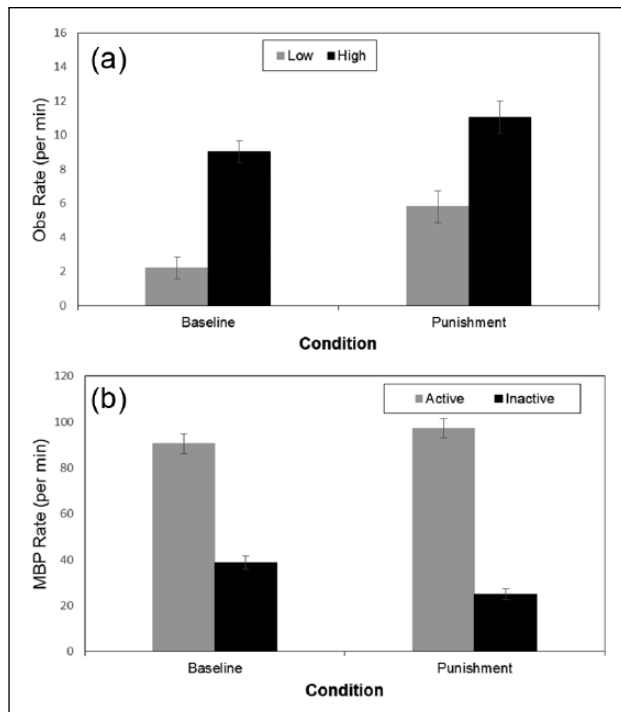 (a)
Low High
Obs Rate (per min)
16
14
12
10
8
6
4
2
0
Baseline Punishment
Condition
(b)
Active Inactive
MBP Rate (per min)
120
100
80
60
40
20
0
Baseline Punishment
Condition